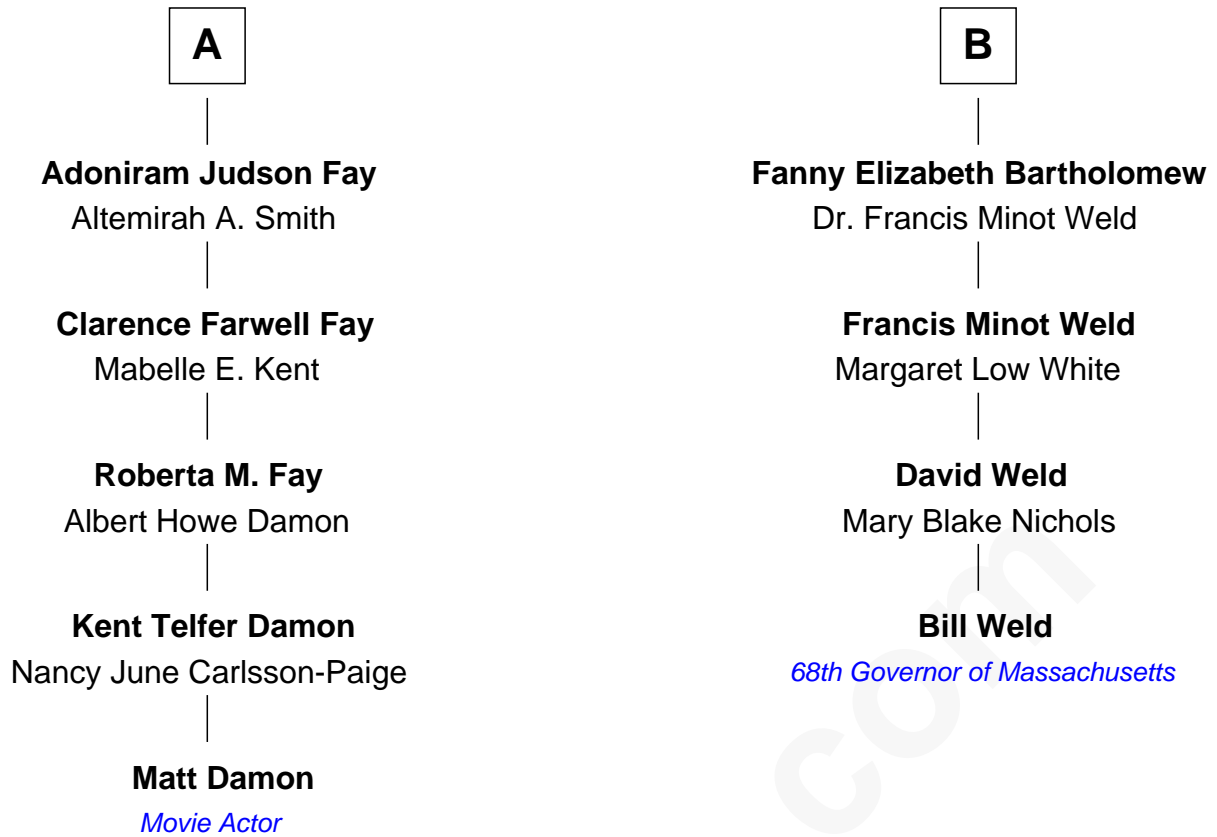 A
Adoniram Judson Fay
Altemirah A. Smith
Clarence Farwell Fay
Mabelle E. Kent
Roberta M. Fay
Albert Howe Damon
Kent Telfer Damon
Nancy June Carlsson-Paige
Matt Damon
Movie Actor
B
Fanny Elizabeth Bartholomew
Dr. Francis Minot Weld
Francis Minot Weld
Margaret Low White
David Weld
Mary Blake Nichols
Bill Weld
68th Governor of Massachusetts
com